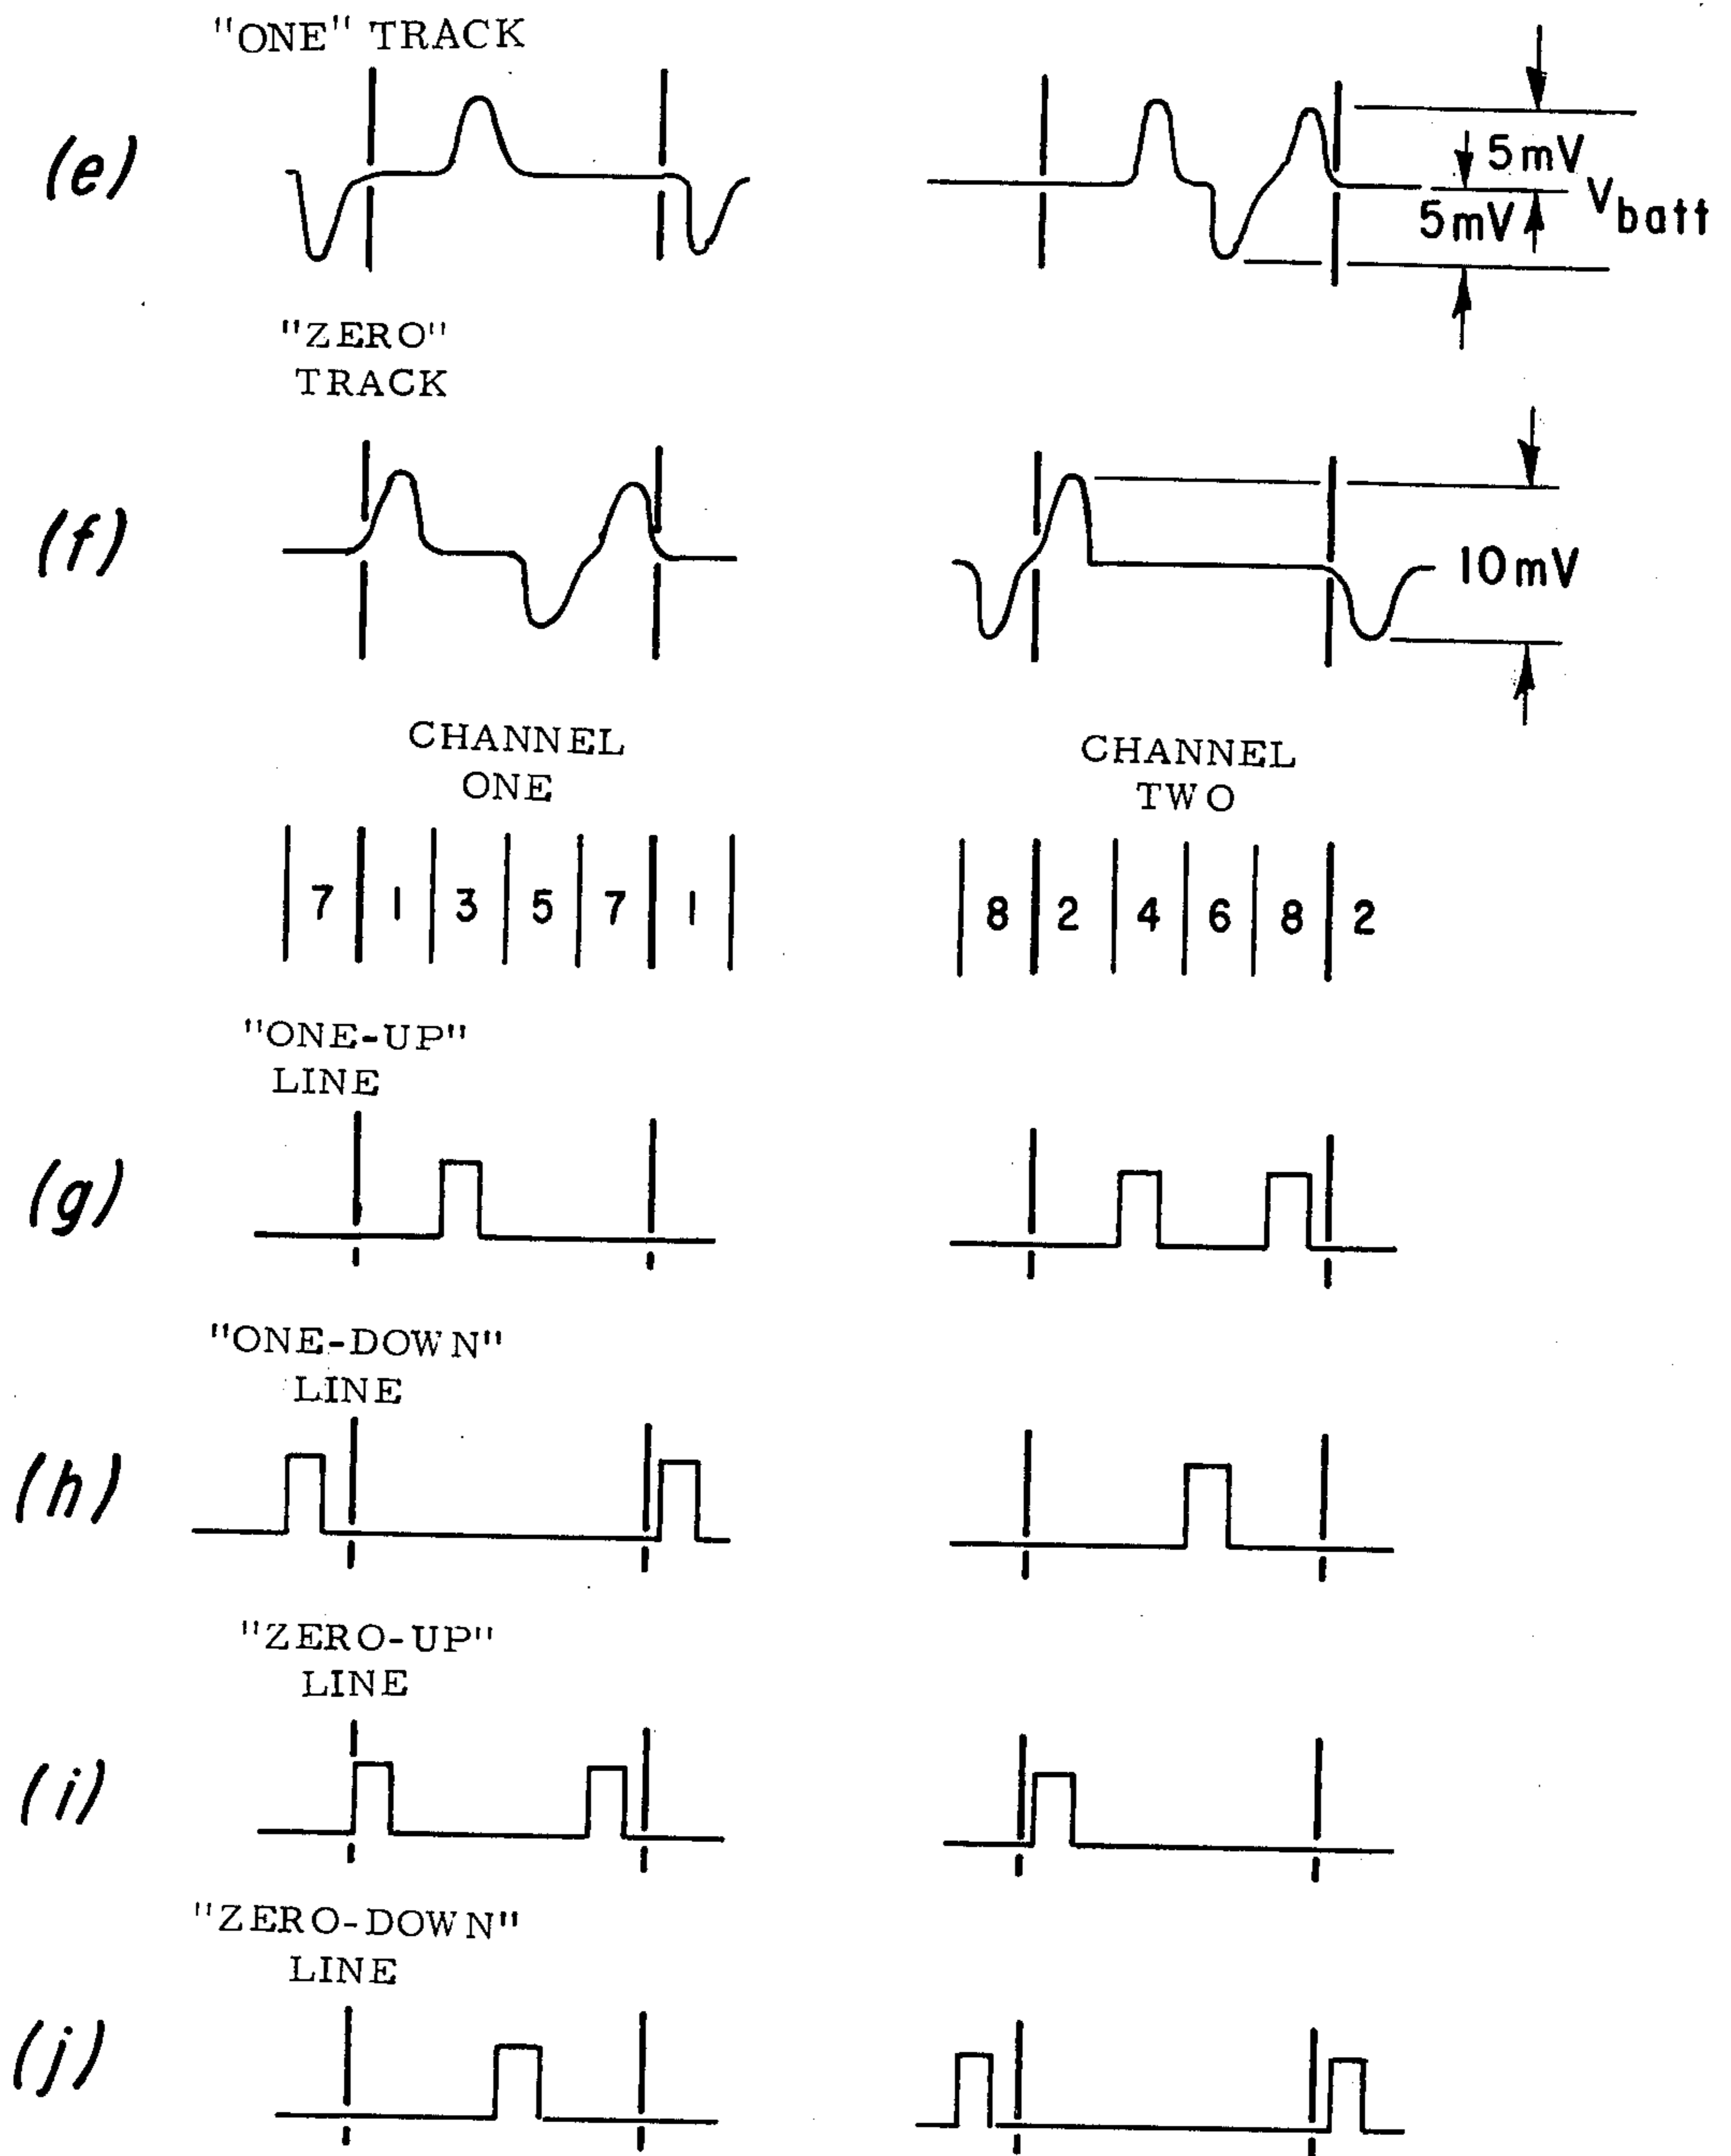 "ONE" TRACK
(e)
5mV
5mV
Vbatt
"ZERO"
TRACK
(f)
10mV
CHANNEL
ONE
CHANNEL
TWO
7 1 3 5 7 1
8 2 4 6 8 2
"ONE-UP"
LINE
(g)
"ONE-DOWN"
LINE
(h)
"ZERO-UP"
LINE
(i)
"ZERO-DOWN"
LINE
(j)